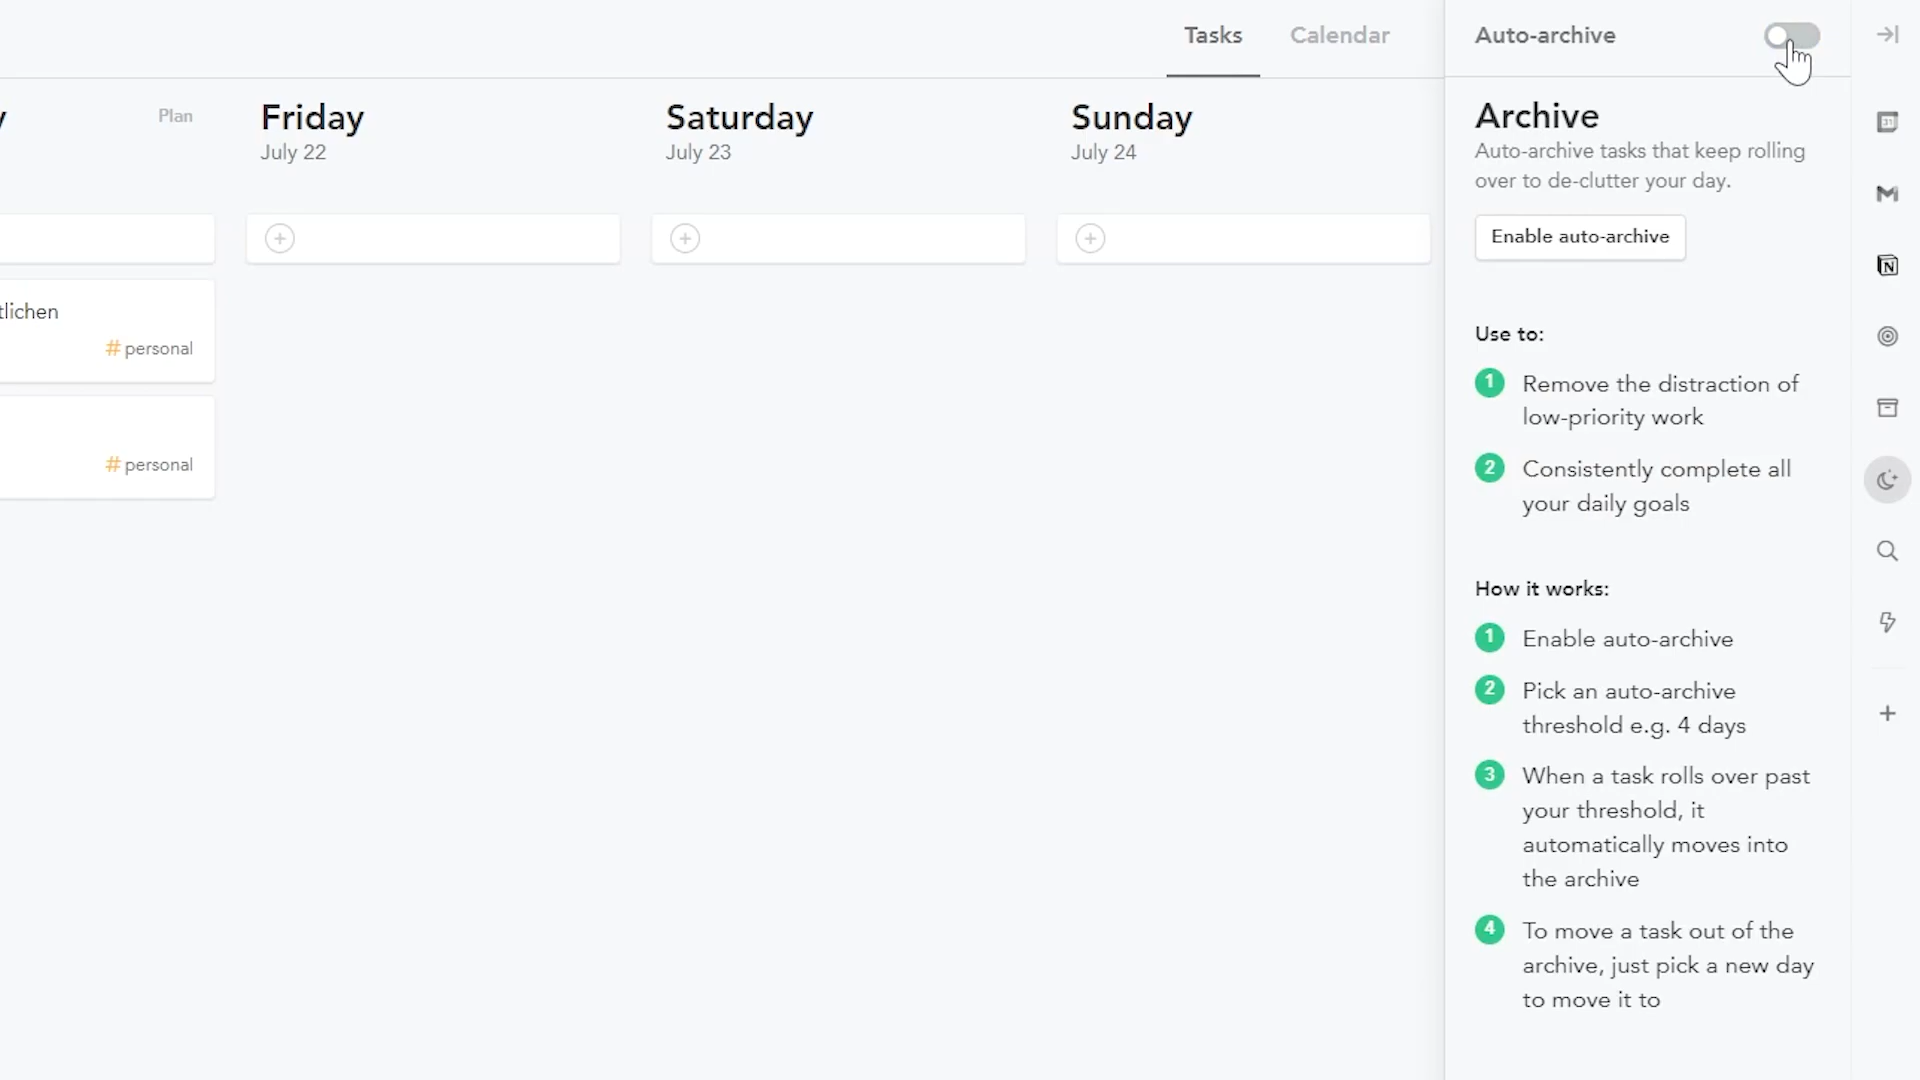 Tasks
Calendar
Auto-archive
y
Plan
Friday
July 22
Saturday
July 23
Sunday
July 24
tlichen
# personal
# personal
Archive
Auto-archive tasks that keep rolling
over to de-clutter your day.
Enable auto-archive
Use to:
1 Remove the distraction of
low-priority work
2 Consistently complete all
your daily goals
How it works:
1 Enable auto-archive
2 Pick an auto-archive
threshold e.g. 4 days
3 When a task rolls over past
your threshold, it
automatically moves into
the archive
4 To move a task out of the
archive, just pick a new day
to move it to
31
M
N